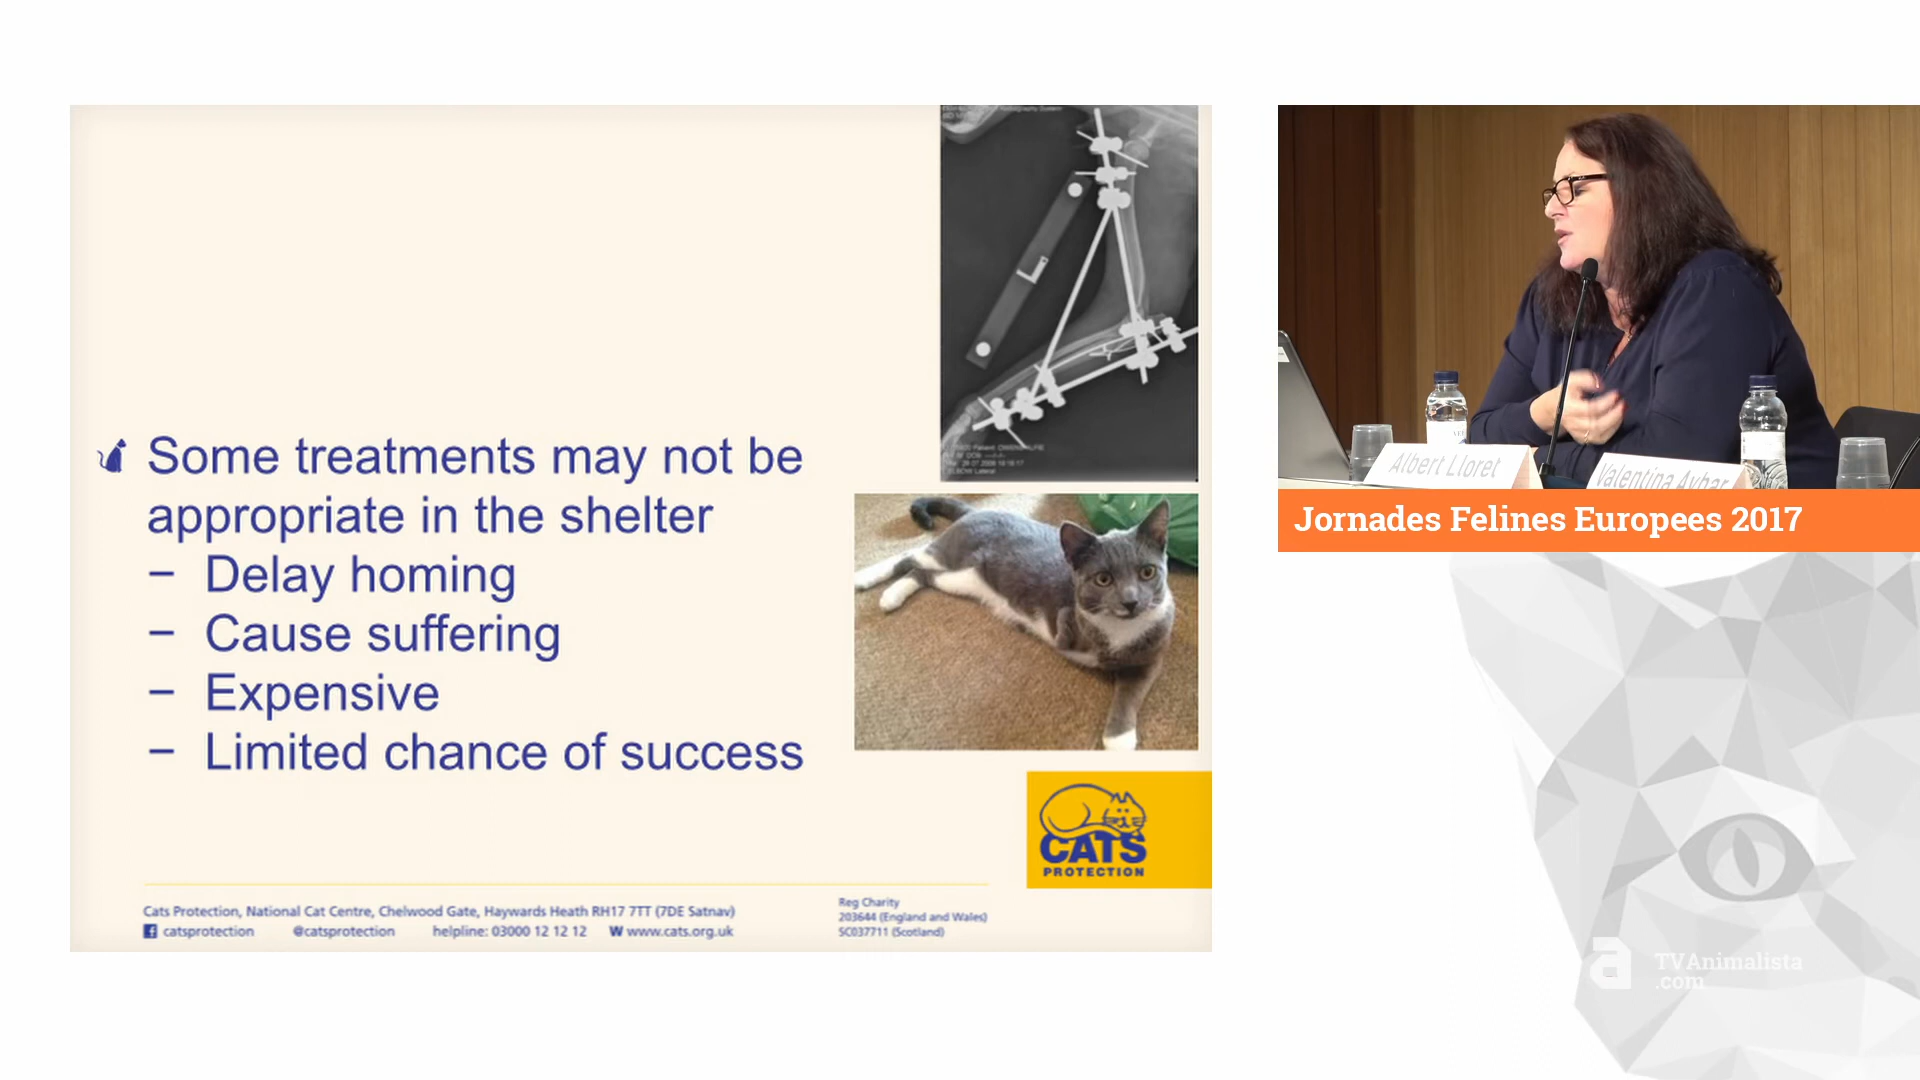 Some treatments may not be
appropriate in the shelter
– Delay homing
– Cause suffering
– Expensive
– Limited chance of success
L
CATS
PROTECTION
Cats Protection, National Cat Centre, Chelwood Gate, Haywards Heath RH17 7TT (7DE Satnav)
catsprotection @catsprotection helpline: 03000 12 12 12 W www.cats.org.uk
Reg Charity
203644 (England and Wales)
SC037711 (Scotland)
Albert Lloret
Valentina Aybar
Jornades Felines Europees 2017
a TVAnimalista
.com